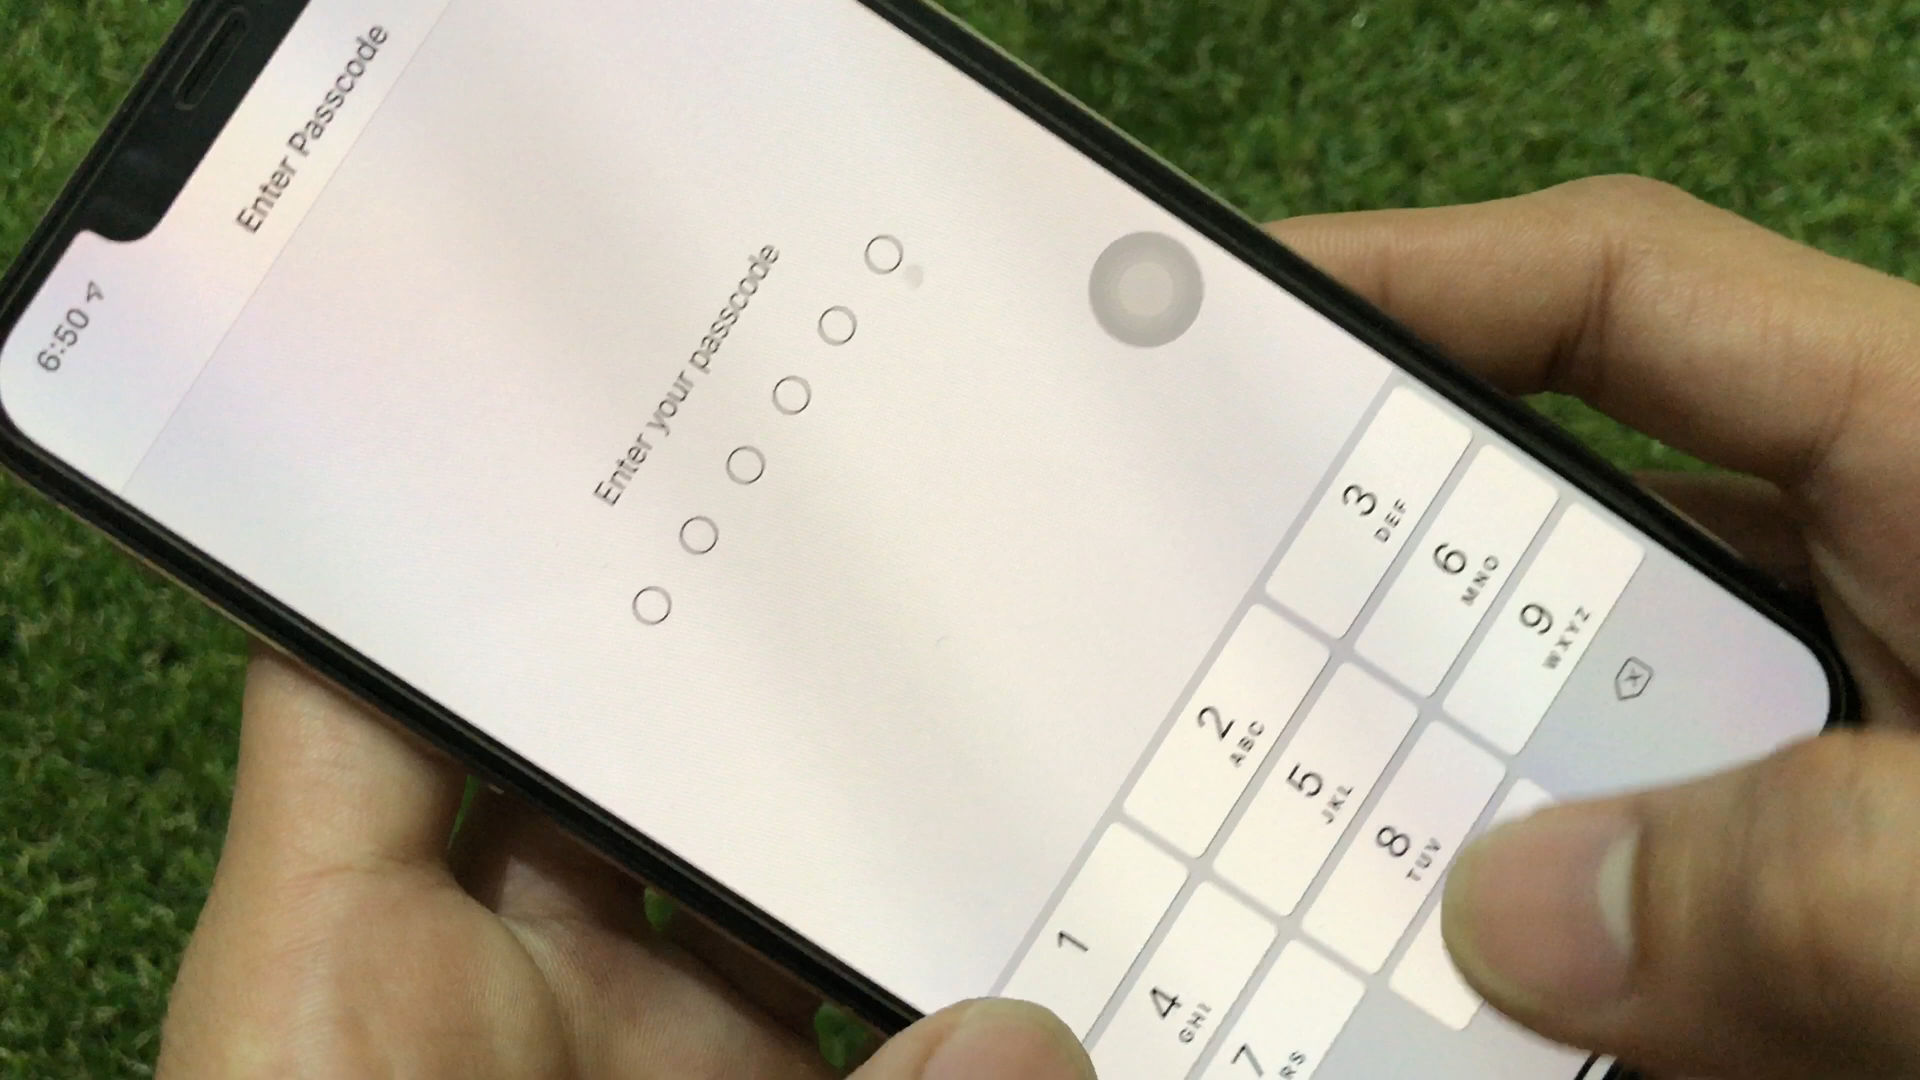 6:50
Enter Passcode
Enter your passcode
1
2
ABC
3
DEF
4
GHI
5
JKL
6
MNO
7
RS
8
TUV
9
WXYZ